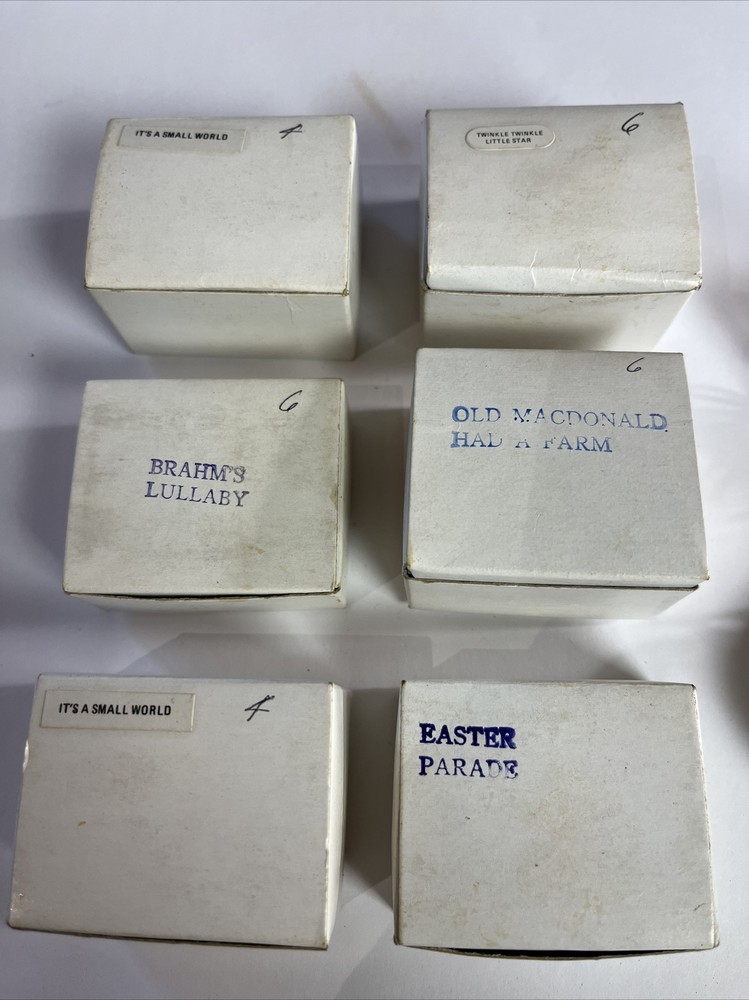 IT'S A SMALL WORLD
4
TWINKLE TWINKLE
LITTLE STAR
6
6
BRAHM'S
LULLABY
6
OLD MACDONALD
HAD A FARM
IT'S A SMALL WORLD
4
EASTER
PARADE